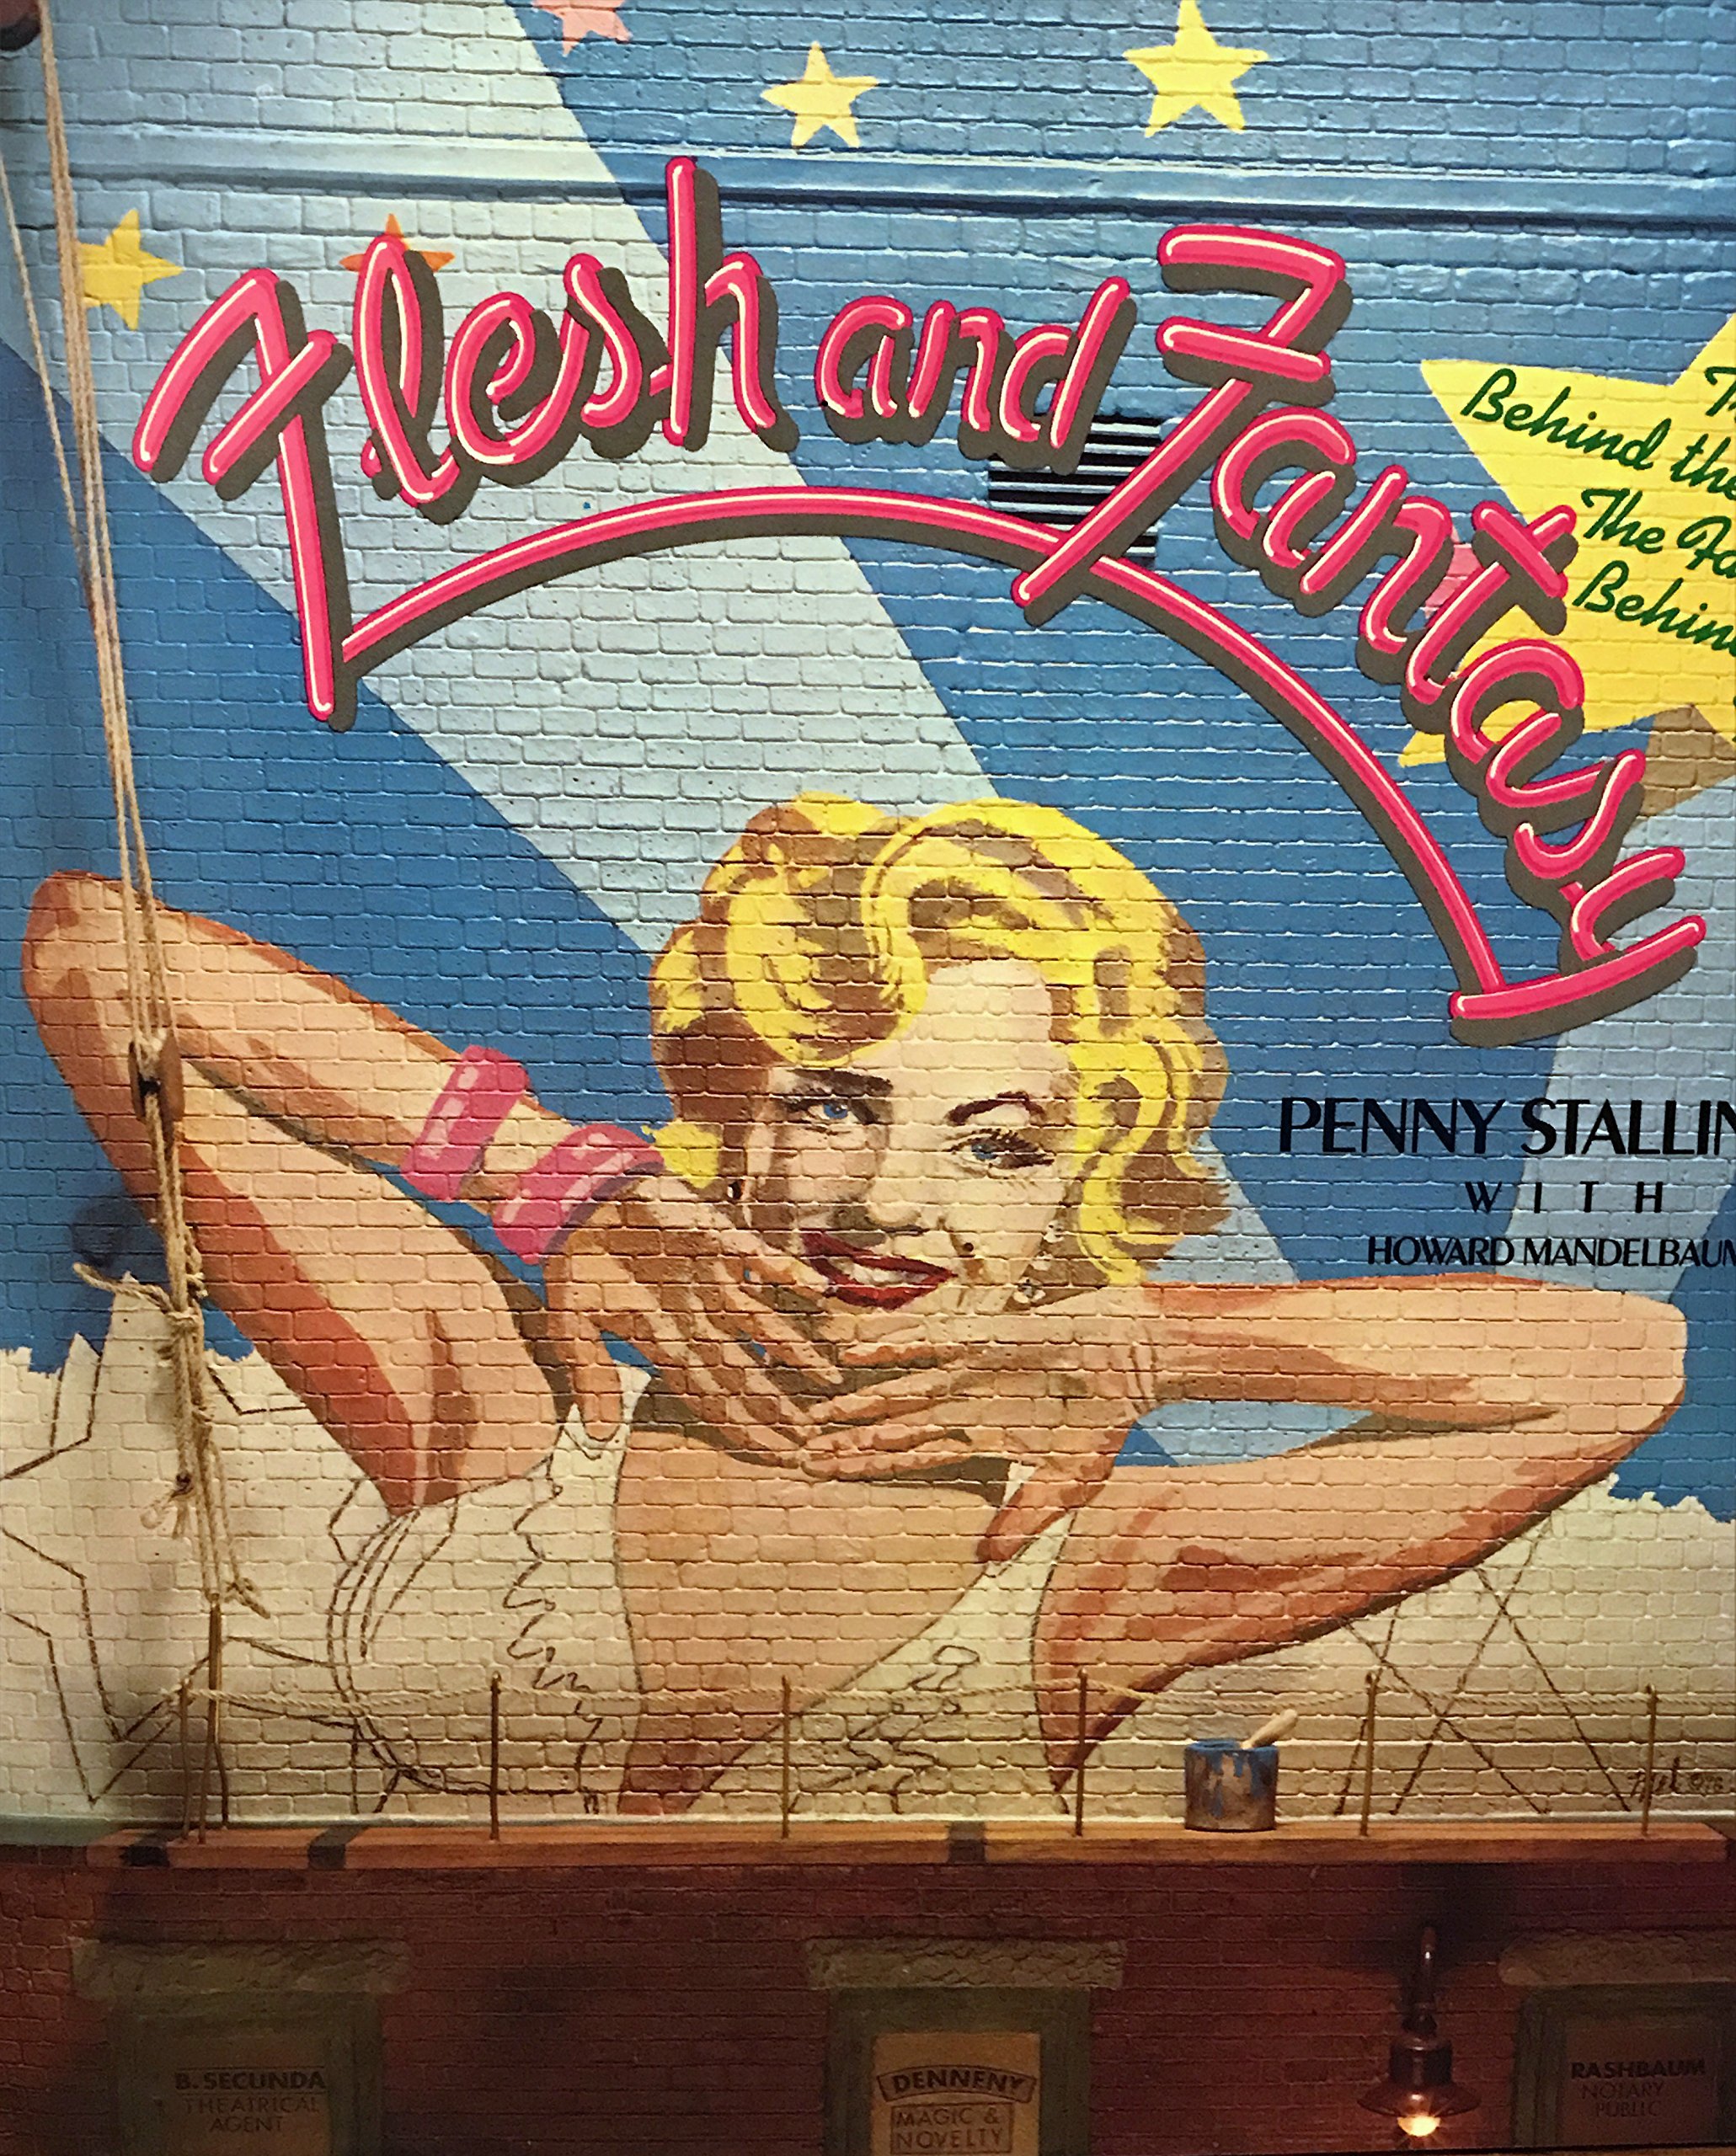 Flesh and Fantasy
Behind the
The Fa
Behin
PENNY STALLIN
WITH
HOWARD MANDELBAUM
B. SECUNDA
THEATRICAL
AGENT
DENNENY
MAGIC &
NOVELTY
RASHBAUM
NOTARY
PUBLIC